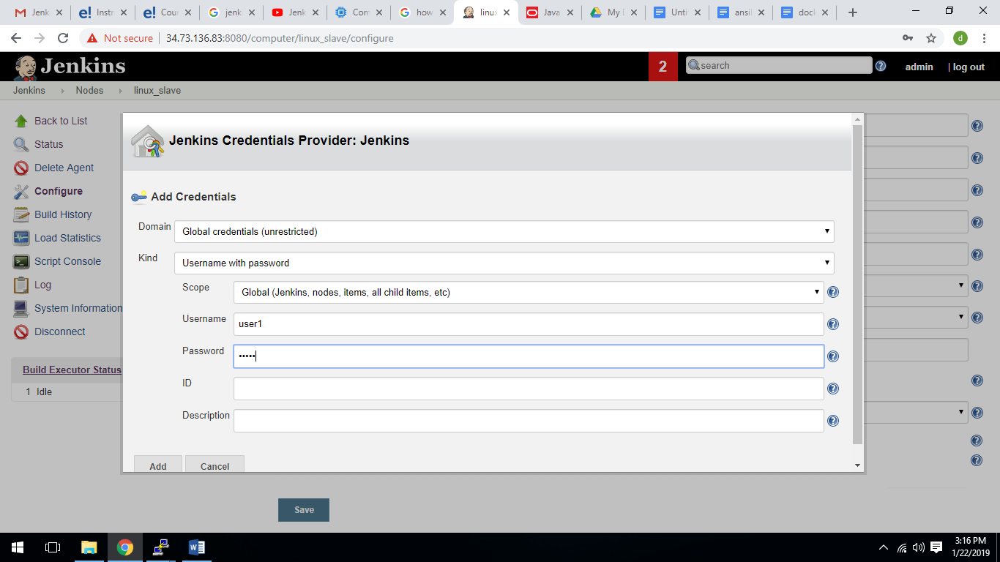 Jenk
Instr
Cour
jenk
Jenk
Com
how
linux
Java
My D
Unti
ansil
dock
Not secure
34.73.136.83:8080/computer/linux_slave/configure
d
Jenkins
2
search
admin
| log out
Jenkins
Nodes
linux_slave
Back to List
Status
Delete Agent
Configure
Build History
Load Statistics
Script Console
Log
System Information
Disconnect
Build Executor Status
1 Idle
Jenkins Credentials Provider: Jenkins
Add Credentials
Domain
Global credentials (unrestricted)
Kind
Username with password
Scope
Global (Jenkins, nodes, items, all child items, etc)
Username
user1
Password
•••••
ID
Description
Add
Cancel
Save
3:16 PM
1/22/2019